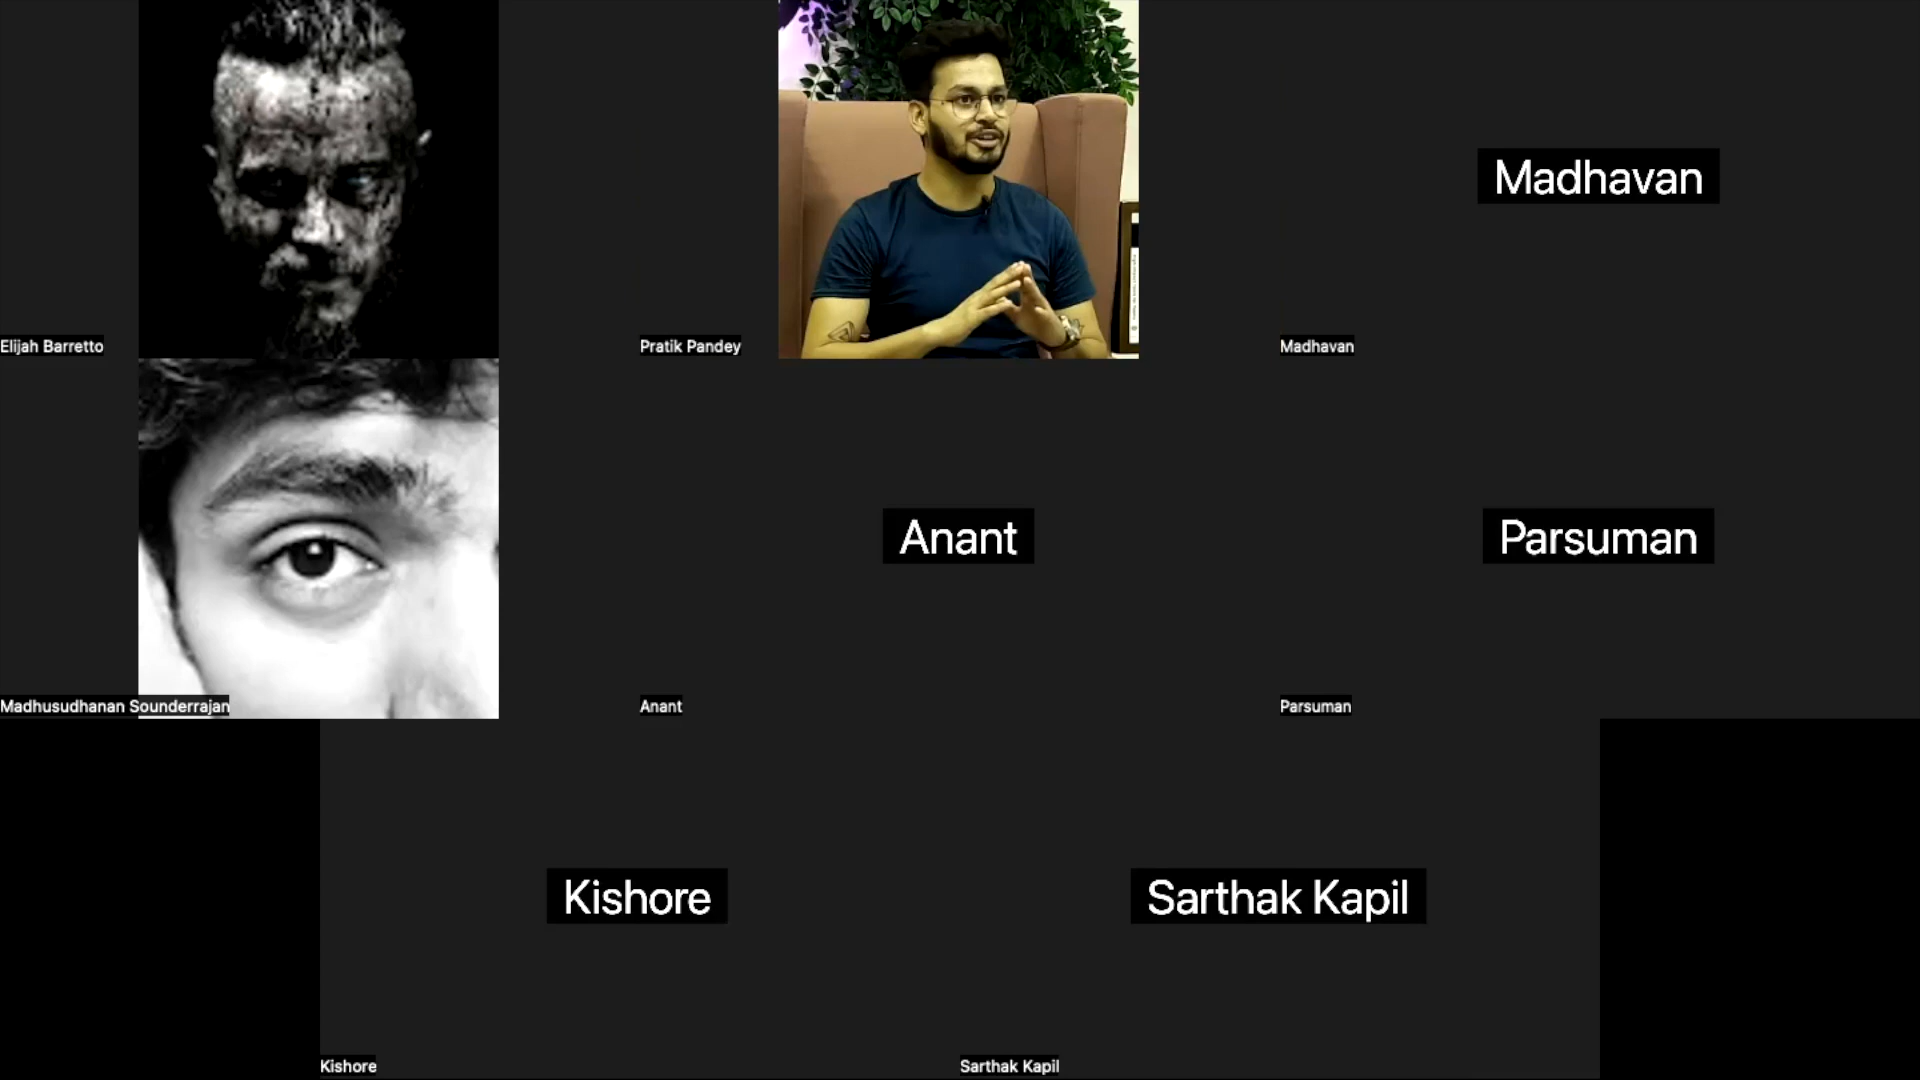 Madhavan
Elijah Barretto
Pratik Pandey
Madhavan
Anant
Parsuman
Madhusudhanan Sounderrajan
Anant
Parsuman
Kishore
Sarthak Kapil
Kishore
Sarthak Kapil